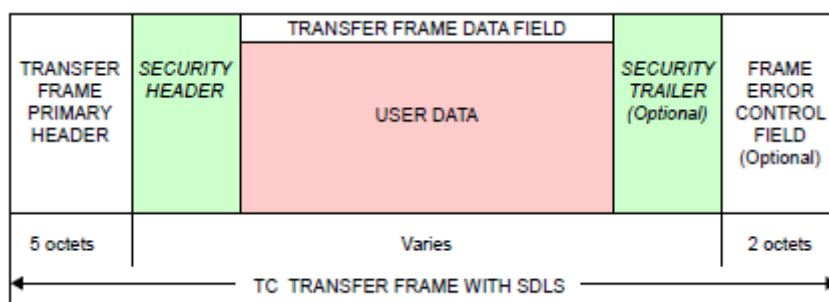 TRANSFER FRAME DATA FIELD
TRANSFER
FRAME
PRIMARY
HEADER
SECURITY
HEADER
USER DATA
SECURITY
TRAILER
(Optional)
FRAME
ERROR
CONTROL
FIELD
(Optional)
5 octets
Varies
2 octets
TC TRANSFER FRAME WITH SDLS